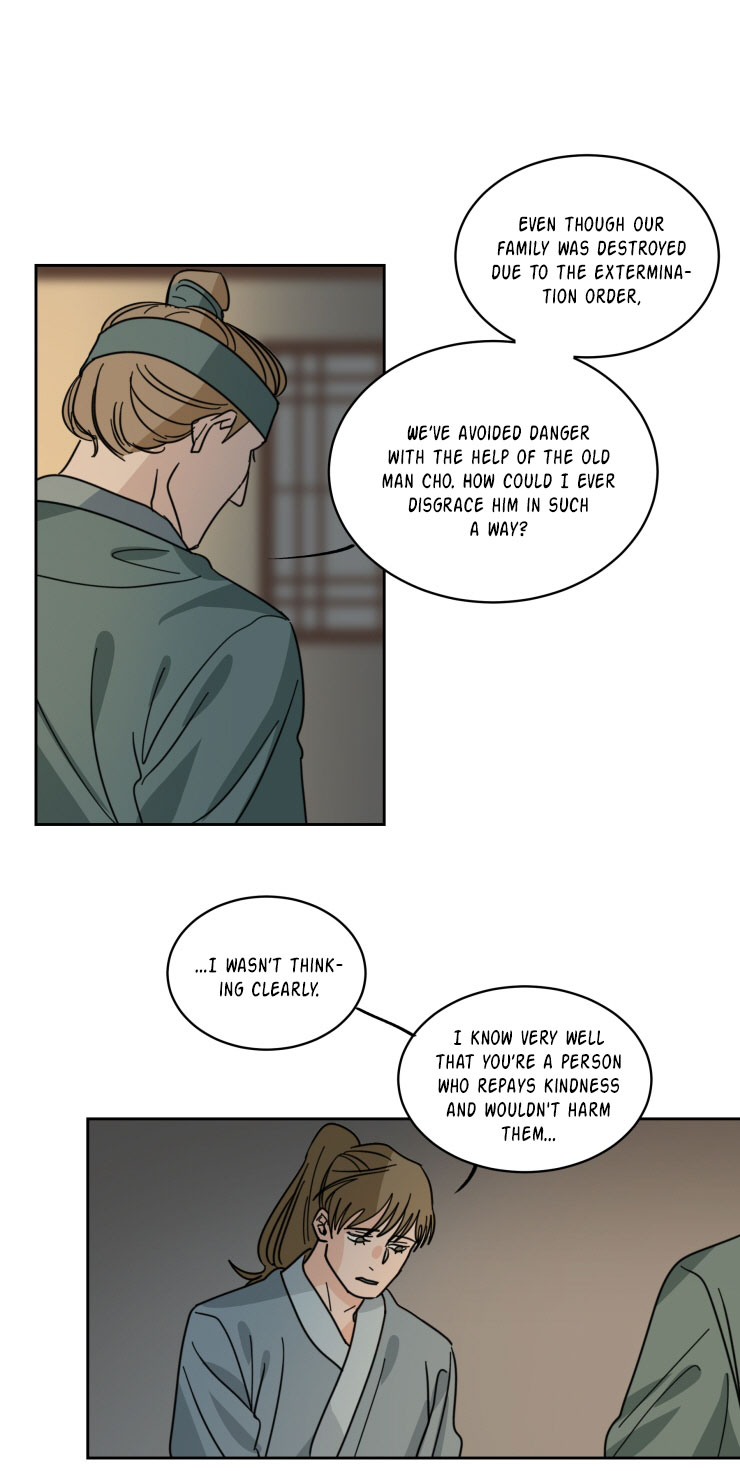 EVEN THOUGH OUR
FAMILY WAS DESTROYED
DUE TO THE EXTERMINA-
TION ORDER,
WE'VE AVOIDED DANGER
WITH THE HELP OF THE OLD
MAN CHO. HOW COULD I EVER
DISGRACE HIM IN SUCH
A WAY?
...I WASN'T THINK-
ING CLEARLY.
I KNOW VERY WELL
THAT YOU'RE A PERSON
WHO REPAYS KINDNESS
AND WOULDN'T HARM
THEM...